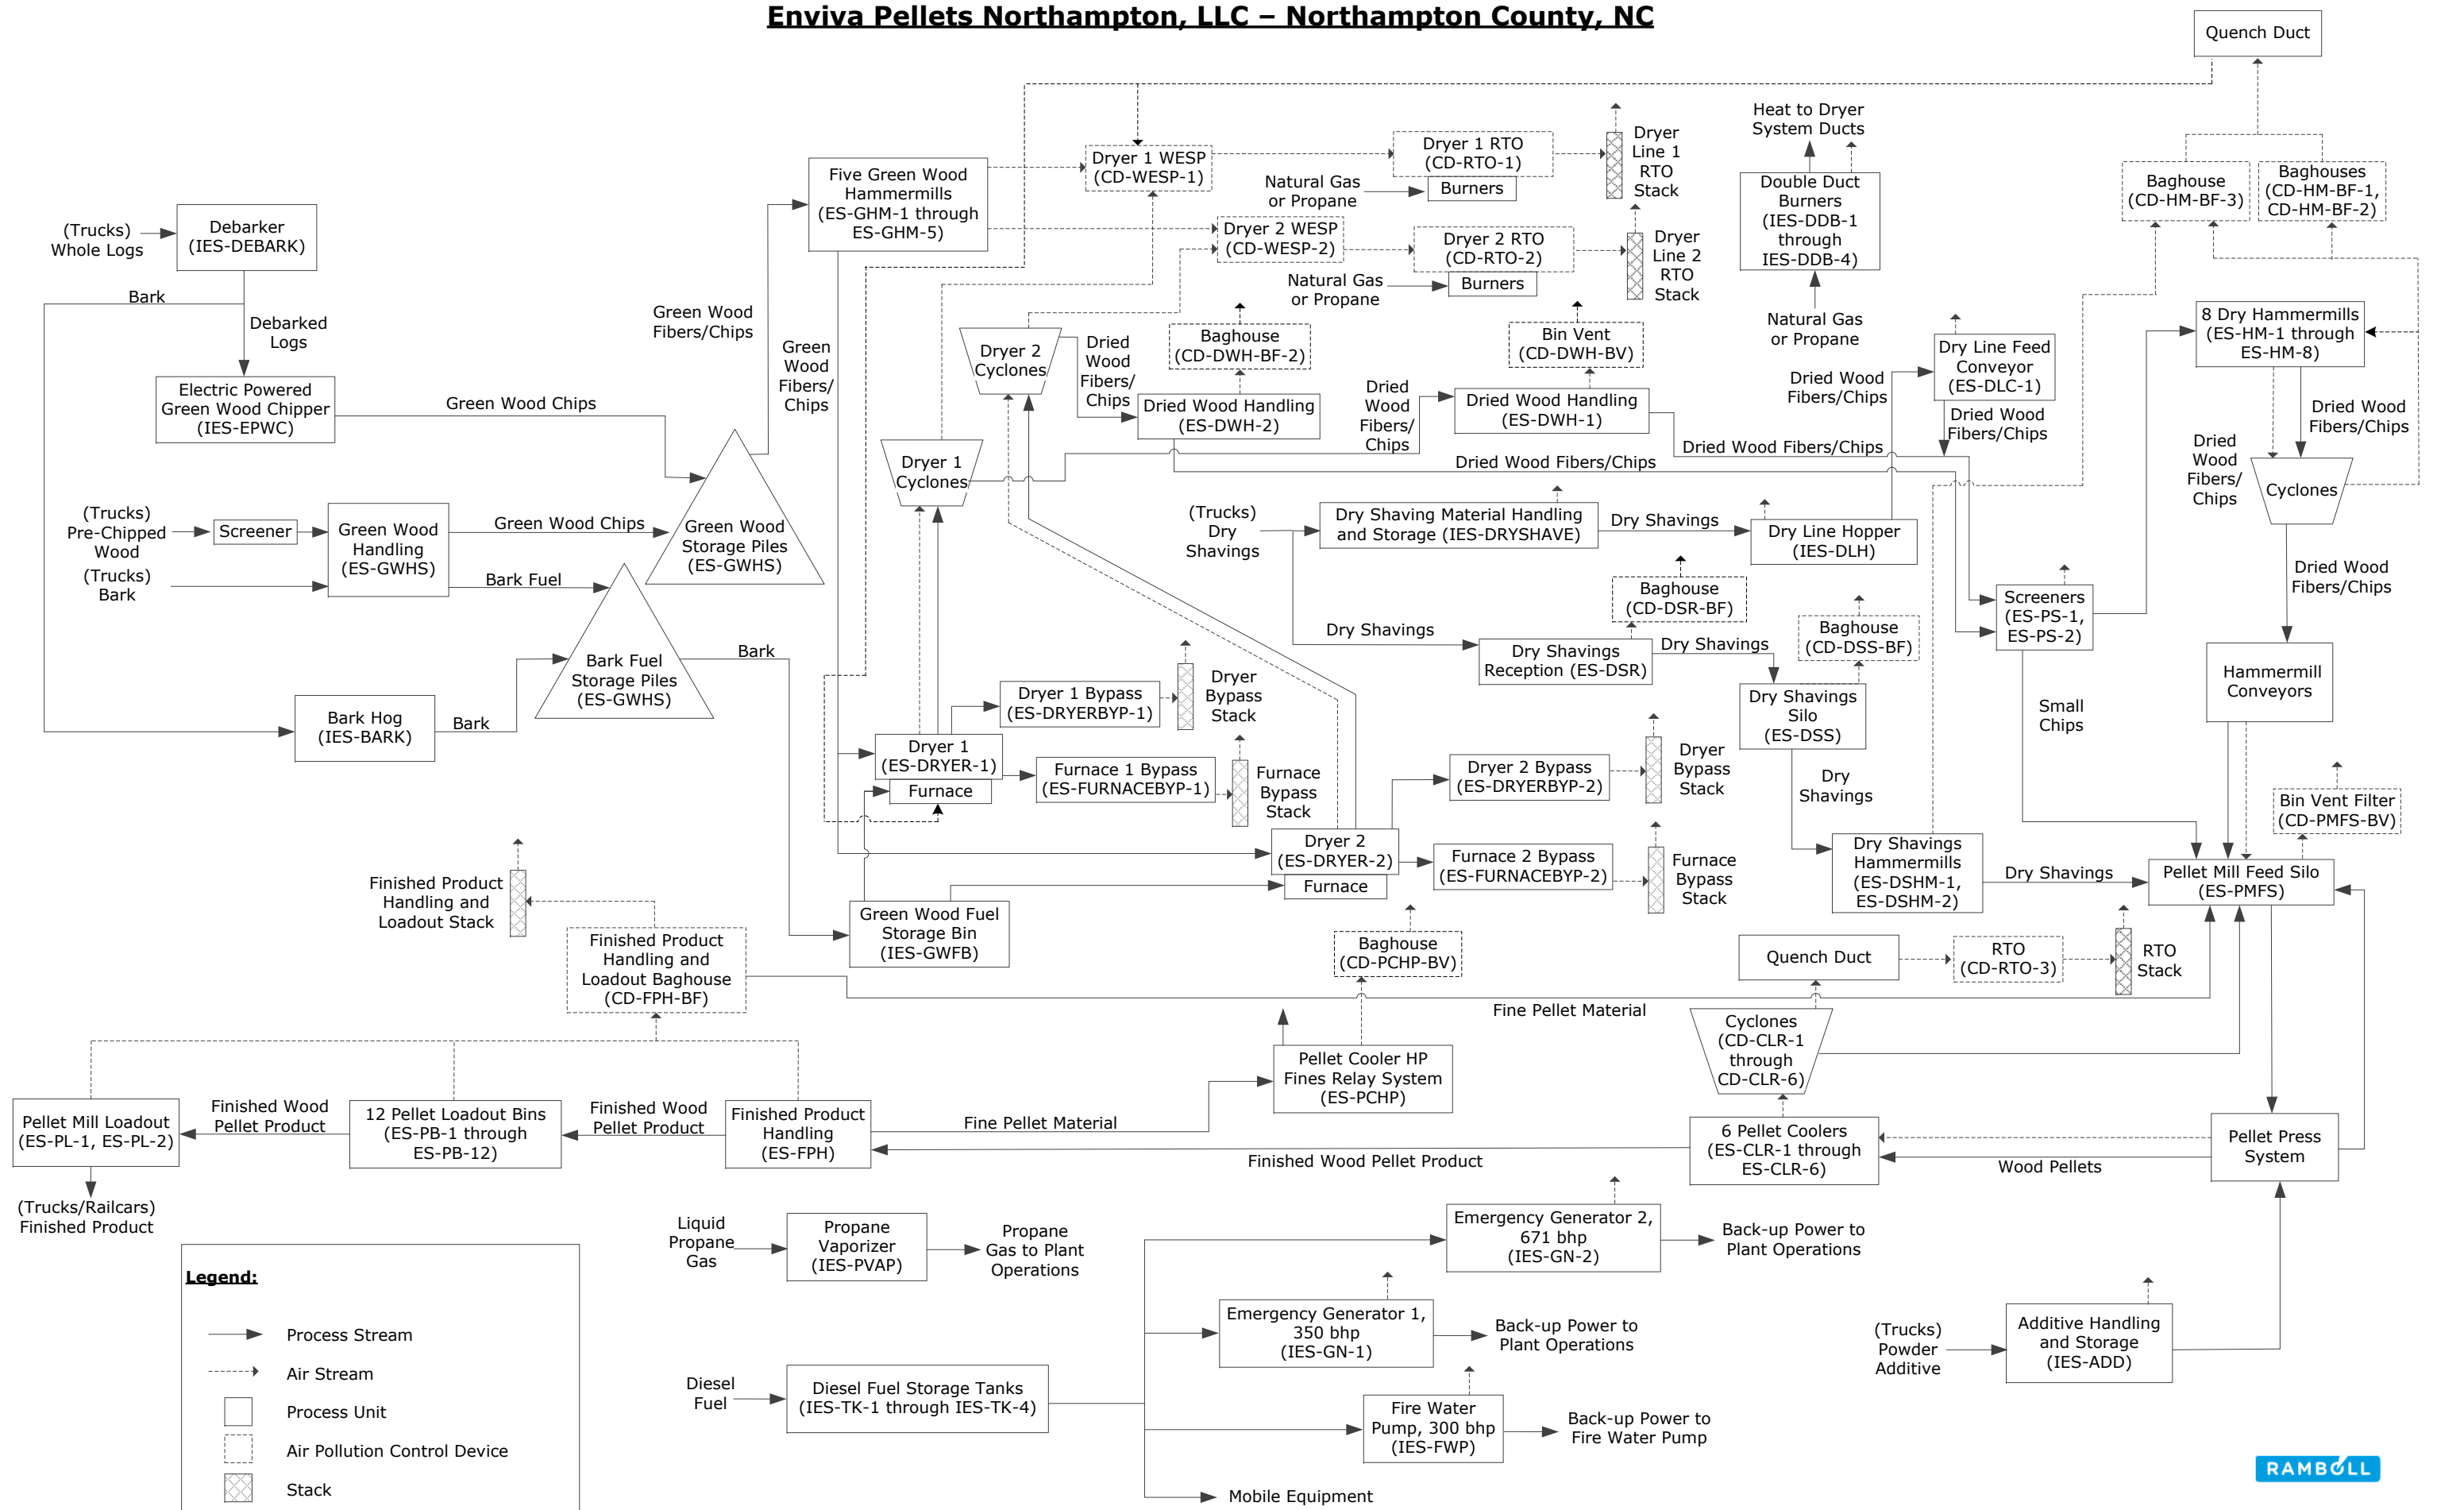 Enviva Pellets Northampton, LLC – Northampton County, NC
Quench Duct
(Trucks)
Whole Logs
Debarker
(IES-DEBARK)
Bark
Debarked
Logs
Electric Powered
Green Wood Chipper
(IES-EPWC)
Green Wood Chips
(Trucks)
Pre-Chipped
Wood
Screener
Green Wood
Handling
(ES-GWHS)
(Trucks)
Bark
Green Wood Chips
Bark Fuel
Green Wood
Storage Piles
(ES-GWHS)
Bark Fuel
Storage Piles
(ES-GWHS)
Bark Hog
(IES-BARK)
Bark
Bark
Green Wood
Fibers/Chips
Five Green Wood
Hammermills
(ES-GHM-1 through
ES-GHM-5)
Green
Wood
Fibers/
Chips
Dryer 1 WESP
(CD-WESP-1)
Dryer 1 RTO
(CD-RTO-1)
Natural Gas
or Propane
Burners
Dryer
Line 1
RTO
Stack
Dryer 2 WESP
(CD-WESP-2)
Dryer 2 RTO
(CD-RTO-2)
Natural Gas
or Propane
Burners
Dryer
Line 2
RTO
Stack
Heat to Dryer
System Ducts
Double Duct
Burners
(IES-DDB-1
through
IES-DDB-4)
Natural Gas
or Propane
Baghouse
(CD-HM-BF-3)
Baghouses
(CD-HM-BF-1,
CD-HM-BF-2)
8 Dry Hammermills
(ES-HM-1 through
ES-HM-8)
Dried Wood
Fibers/Chips
Dried
Wood
Fibers/
Chips
Cyclones
Dried Wood
Fibers/Chips
Hammermill
Conveyors
Dryer 2
Cyclones
Dried
Wood
Fibers/
Chips
Baghouse
(CD-DWH-BF-2)
Dried Wood Handling
(ES-DWH-2)
Bin Vent
(CD-DWH-BV)
Dried
Wood
Fibers/
Chips
Dried Wood Handling
(ES-DWH-1)
Dried Wood Fibers/Chips
Dried Wood Fibers/Chips
Dried Wood
Fibers/Chips
Dry Line Feed
Conveyor
(ES-DLC-1)
Dried Wood
Fibers/Chips
Dryer 1
Cyclones
(Trucks)
Dry
Shavings
Dry Shaving Material Handling
and Storage (IES-DRYSHAVE)
Dry Shavings
Dry Line Hopper
(IES-DLH)
Baghouse
(CD-DSR-BF)
Dry Shavings
Dry Shavings
Reception (ES-DSR)
Dry Shavings
Baghouse
(CD-DSS-BF)
Dry Shavings
Silo
(ES-DSS)
Dry
Shavings
Screeners
(ES-PS-1,
ES-PS-2)
Small
Chips
Dry Shavings
Hammermills
(ES-DSHM-1,
ES-DSHM-2)
Dry Shavings
Bin Vent Filter
(CD-PMFS-BV)
Pellet Mill Feed Silo
(ES-PMFS)
Dryer 1 Bypass
(ES-DRYERBYP-1)
Dryer
Bypass
Stack
Dryer 1
(ES-DRYER-1)
Furnace
Furnace 1 Bypass
(ES-FURNACEBYP-1)
Furnace
Bypass
Stack
Dryer 2 Bypass
(ES-DRYERBYP-2)
Dryer
Bypass
Stack
Dryer 2
(ES-DRYER-2)
Furnace
Furnace 2 Bypass
(ES-FURNACEBYP-2)
Furnace
Bypass
Stack
Green Wood Fuel
Storage Bin
(IES-GWFB)
Finished Product
Handling and
Loadout Stack
Finished Product
Handling and
Loadout Baghouse
(CD-FPH-BF)
Baghouse
(CD-PCHP-BV)
Quench Duct
RTO
(CD-RTO-3)
RTO
Stack
Fine Pellet Material
Cyclones
(CD-CLR-1
through
CD-CLR-6)
Pellet Cooler HP
Fines Relay System
(ES-PCHP)
Pellet Mill Loadout
(ES-PL-1, ES-PL-2)
Finished Wood
Pellet Product
12 Pellet Loadout Bins
(ES-PB-1 through
ES-PB-12)
Finished Wood
Pellet Product
Finished Product
Handling
(ES-FPH)
Fine Pellet Material
Finished Wood Pellet Product
6 Pellet Coolers
(ES-CLR-1 through
ES-CLR-6)
Wood Pellets
Pellet Press
System
(Trucks/Railcars)
Finished Product
Liquid
Propane
Gas
Propane
Vaporizer
(IES-PVAP)
Propane
Gas to Plant
Operations
Emergency Generator 2,
671 bhp
(IES-GN-2)
Back-up Power to
Plant Operations
Emergency Generator 1,
350 bhp
(IES-GN-1)
Back-up Power to
Plant Operations
(Trucks)
Powder
Additive
Additive Handling
and Storage
(IES-ADD)
Diesel
Fuel
Diesel Fuel Storage Tanks
(IES-TK-1 through IES-TK-4)
Fire Water
Pump, 300 bhp
(IES-FWP)
Back-up Power to
Fire Water Pump
Mobile Equipment
Legend:
Process Stream
Air Stream
Process Unit
Air Pollution Control Device
Stack
RAMBOLL